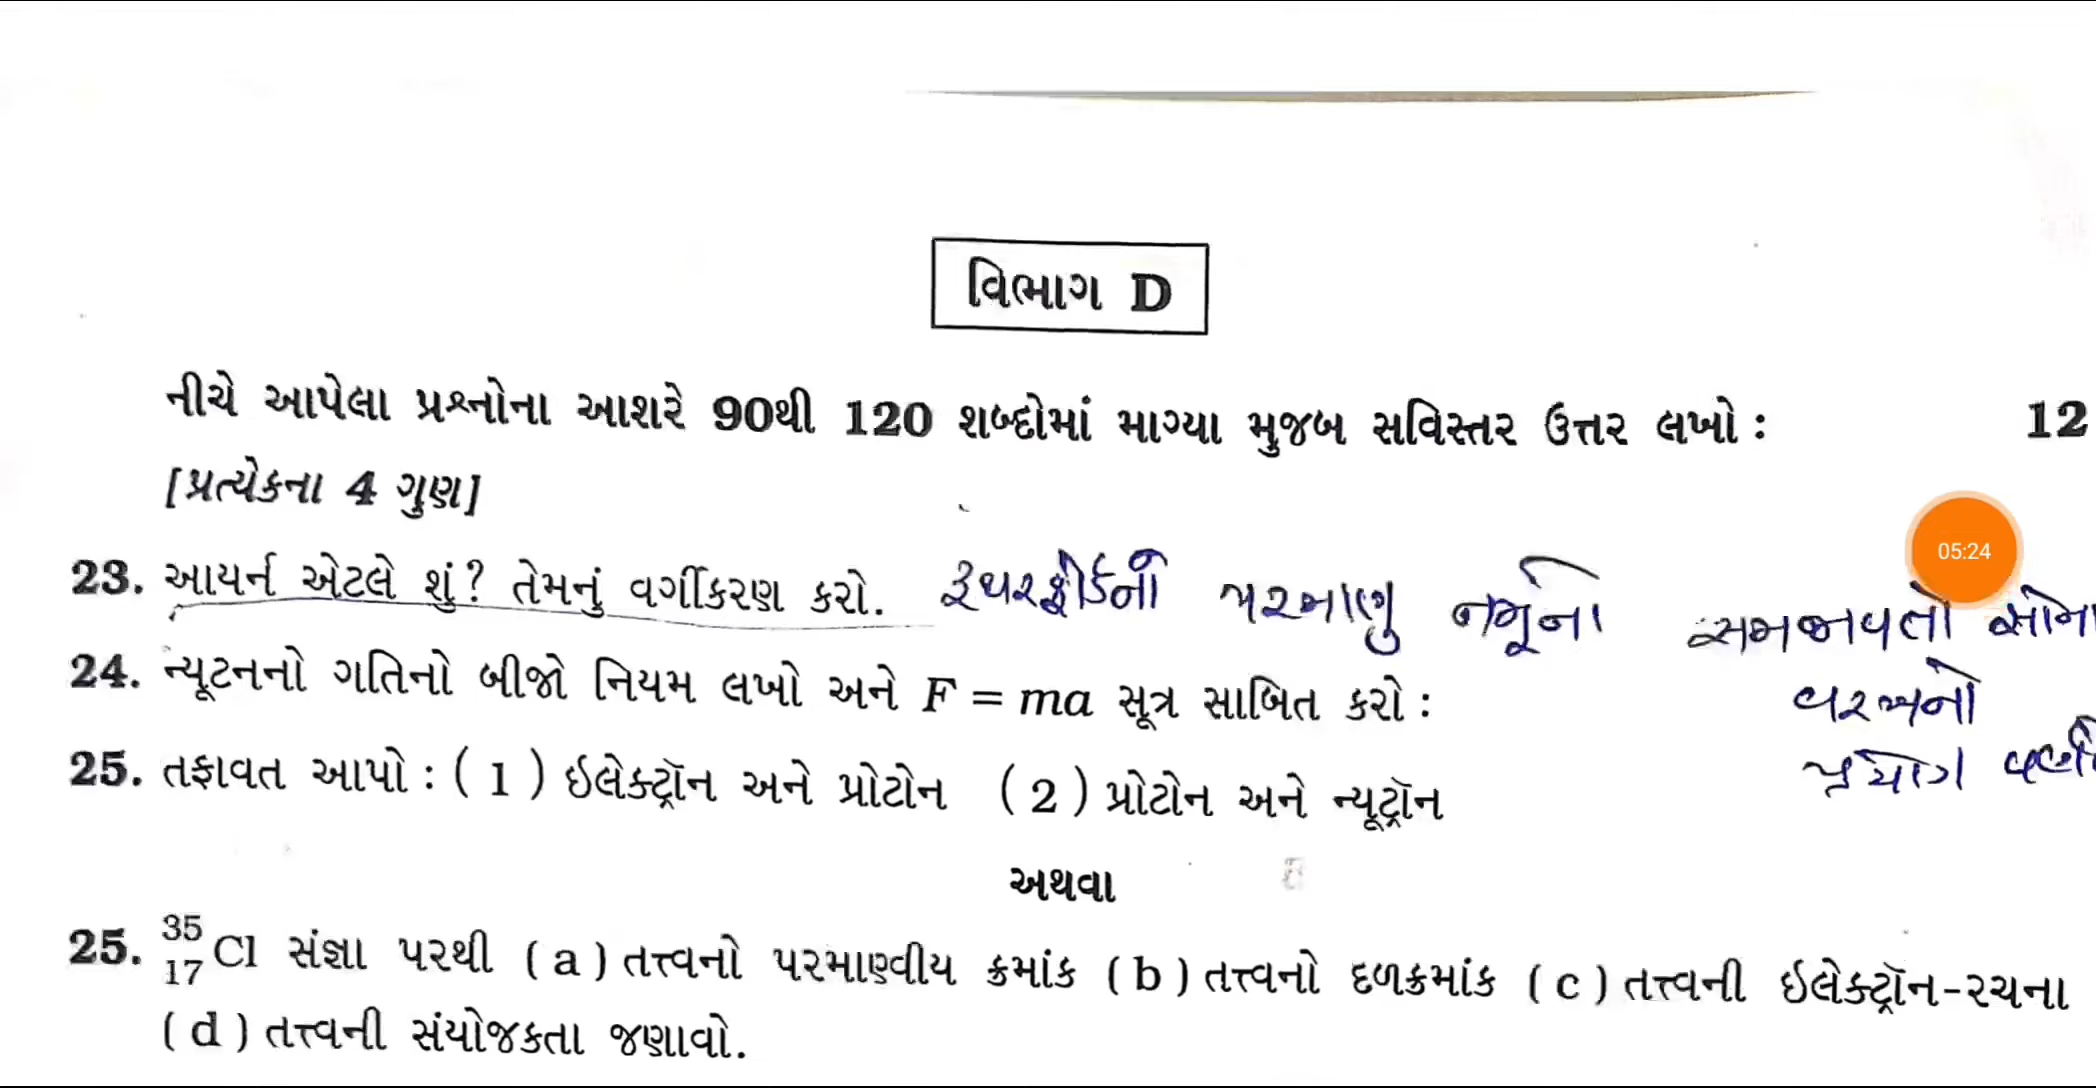 વિભાગ D
નીચે આપેલા પ્રશ્નોના આશરે 90થી 120 શબ્દોમાં માગ્યા મુજબ સવિસ્તર ઉત્તર લખો : 12
[પ્રત્યેકના 4 ગુણ]
05:24
23. આયર્ન એટલે શું? તેમનું વર્ગીકરણ કરો. રૂથરફોર્ડનો પરમાણુ નમૂનો સમજાવતો સોના
વરખનો
24. ન્યૂટનનો ગતિનો બીજો નિયમ લખો અને F = ma સૂત્ર સાબિત કરો :
પ્રયોગ
25. તફાવત આપો : ( 1 ) ઇલેક્ટ્રૉન અને પ્રોટોન ( 2 ) પ્રોટોન અને ન્યૂટ્રૉન
અથવા
25. ³⁵₁₇Cl સંજ્ઞા પરથી ( a ) તત્ત્વનો પરમાણ્વીય ક્રમાંક ( b ) તત્ત્વનો દળક્રમાંક ( c ) તત્ત્વની ઇલેક્ટ્રૉન-રચના
( d ) તત્ત્વની સંયોજકતા જણાવો.